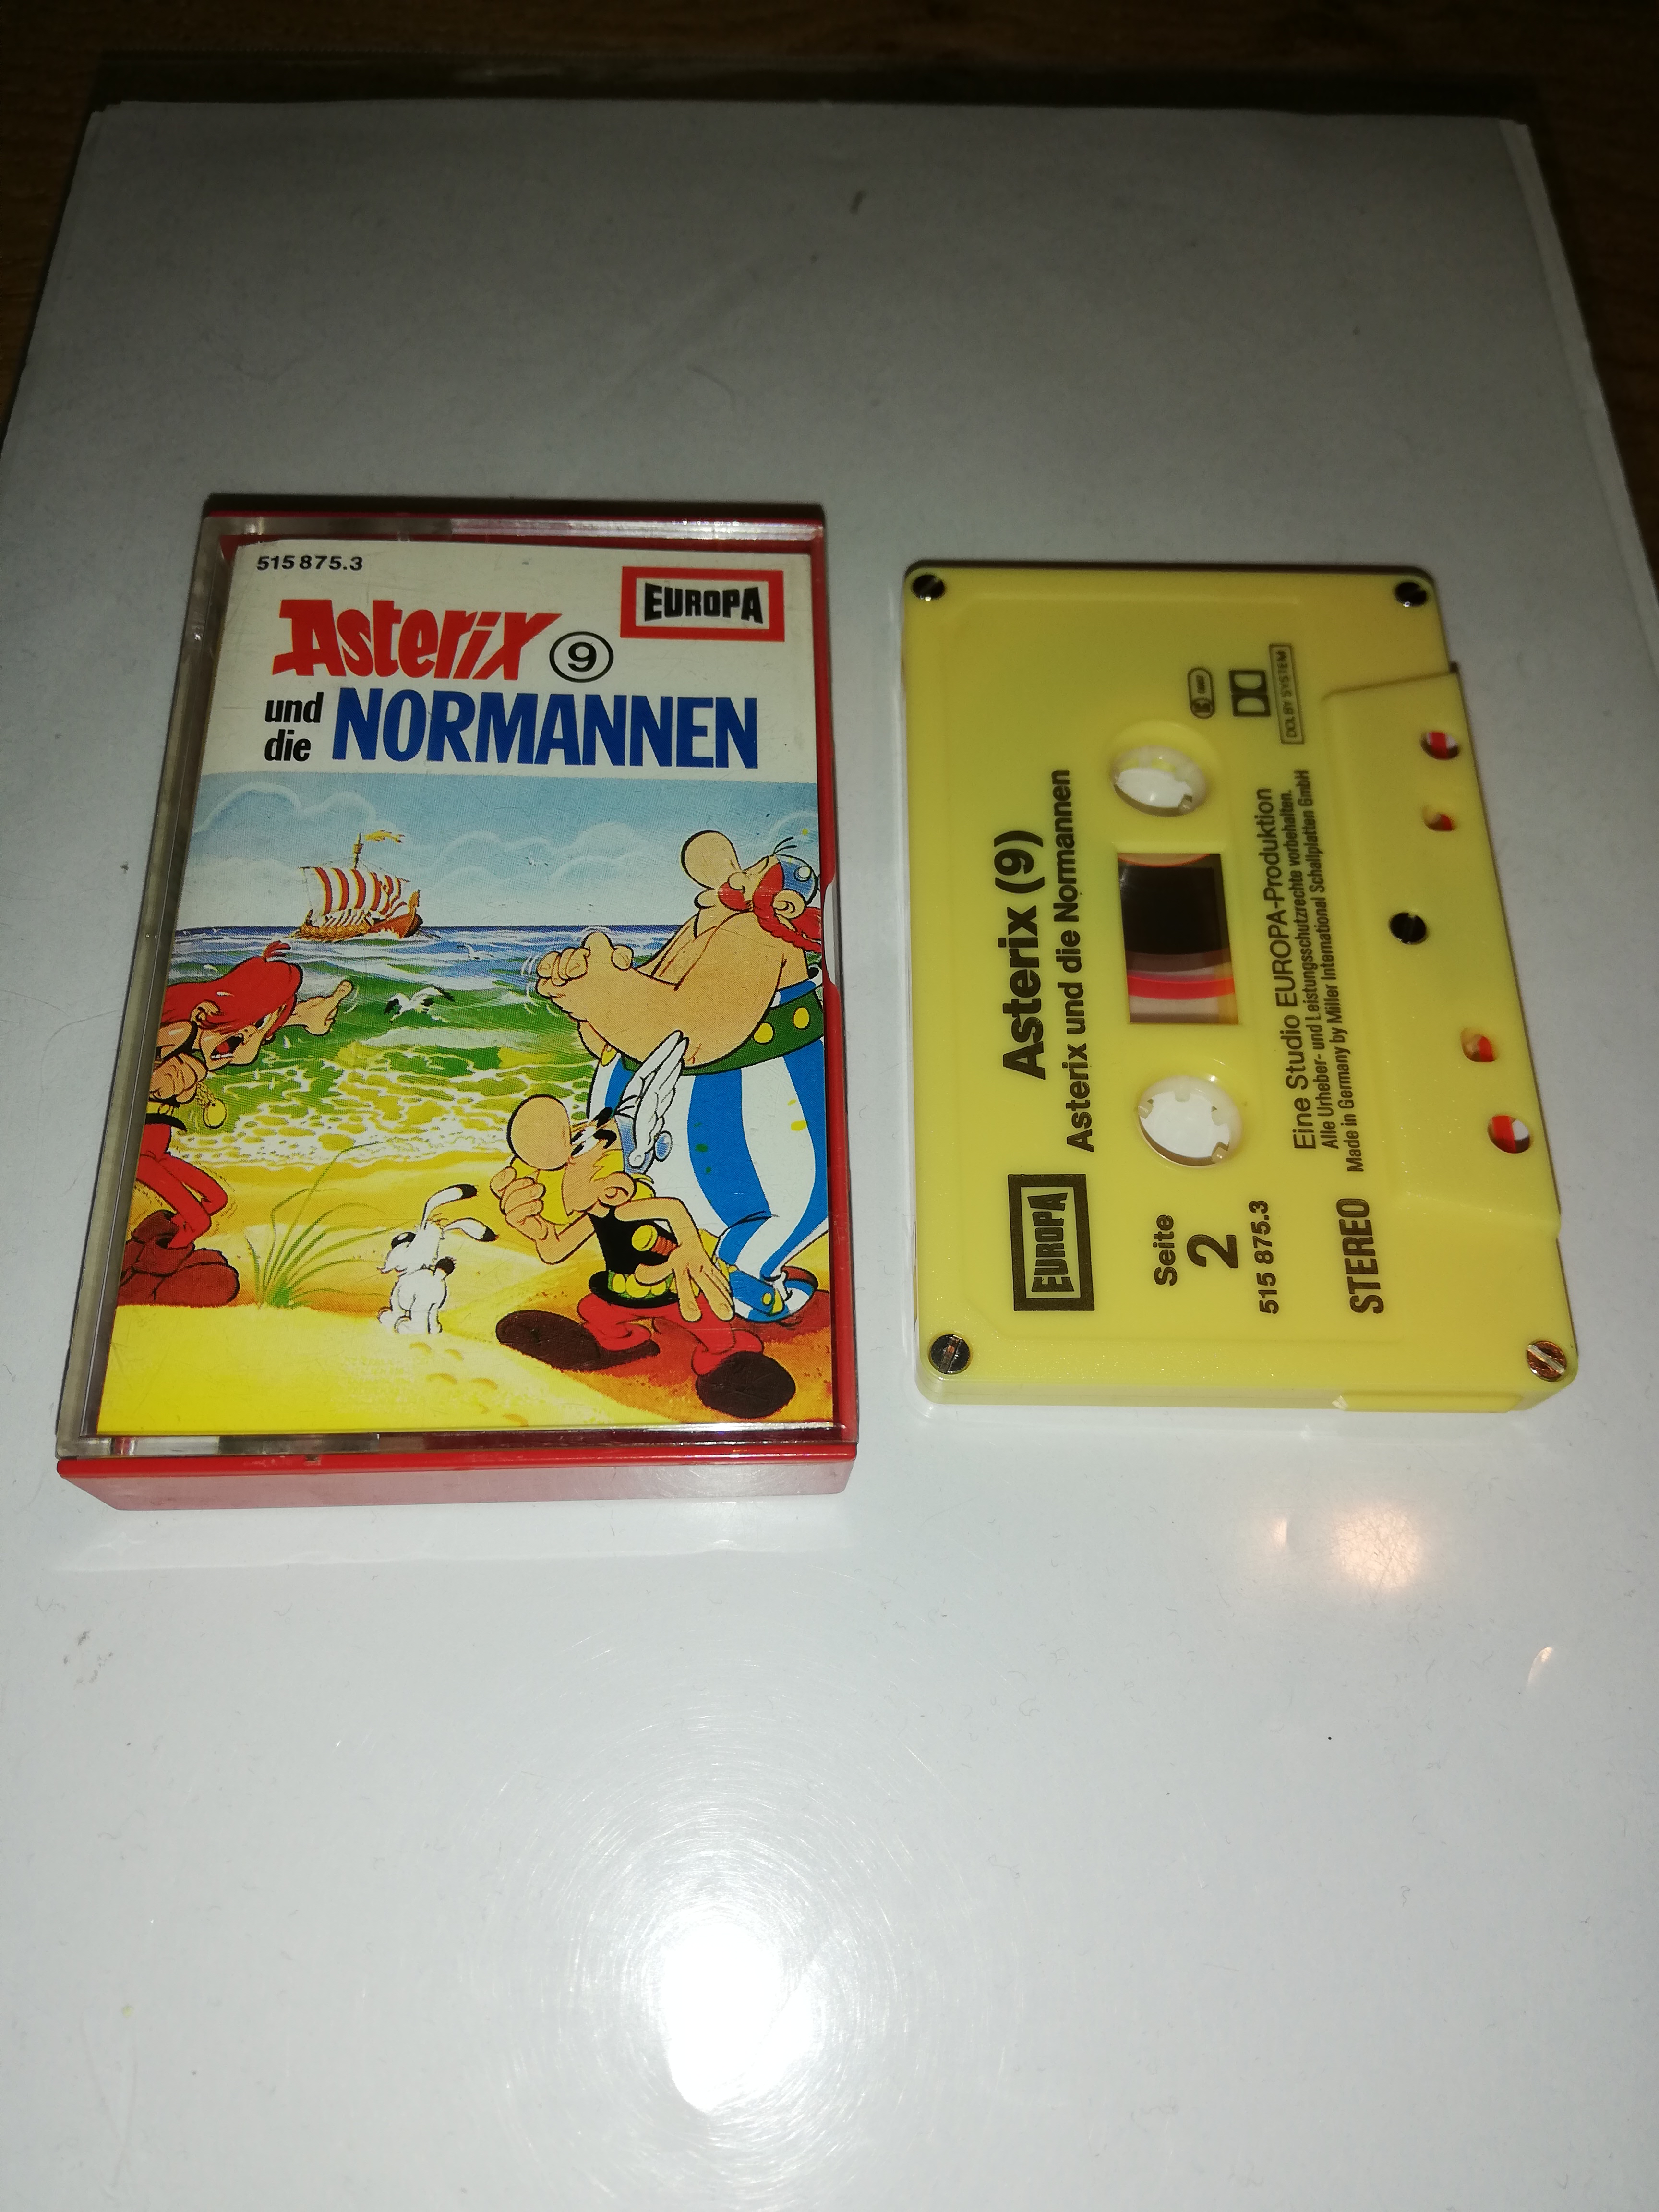 515 875.3
EUROPA
Asterix 9
und die NORMANNEN
Asterix (9)
Asterix und die Normannen
EUROPA
Seite
2
515 875.3
STEREO
DOLBY SYSTEM
Eine Studio EUROPA-Produktion
Alle Urheber- und Leistungsschutzrechte vorbehalten.
Made in Germany by Miller International Schallplatten GmbH